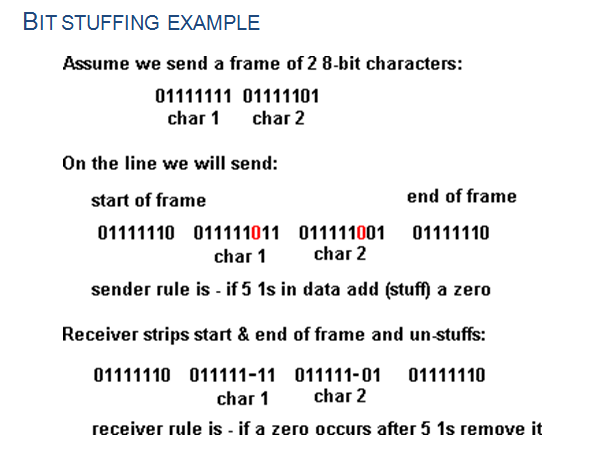 BIT STUFFING EXAMPLE
Assume we send a frame of 2 8-bit characters:
01111111 01111101
char 1 char 2
On the line we will send:
start of frame end of frame
01111110 011111011 011111001 01111110
char 1 char 2
sender rule is - if 5 1s in data add (stuff) a zero
Receiver strips start & end of frame and un-stuffs:
01111110 011111-11 011111-01 01111110
char 1 char 2
receiver rule is - if a zero occurs after 5 1s remove it